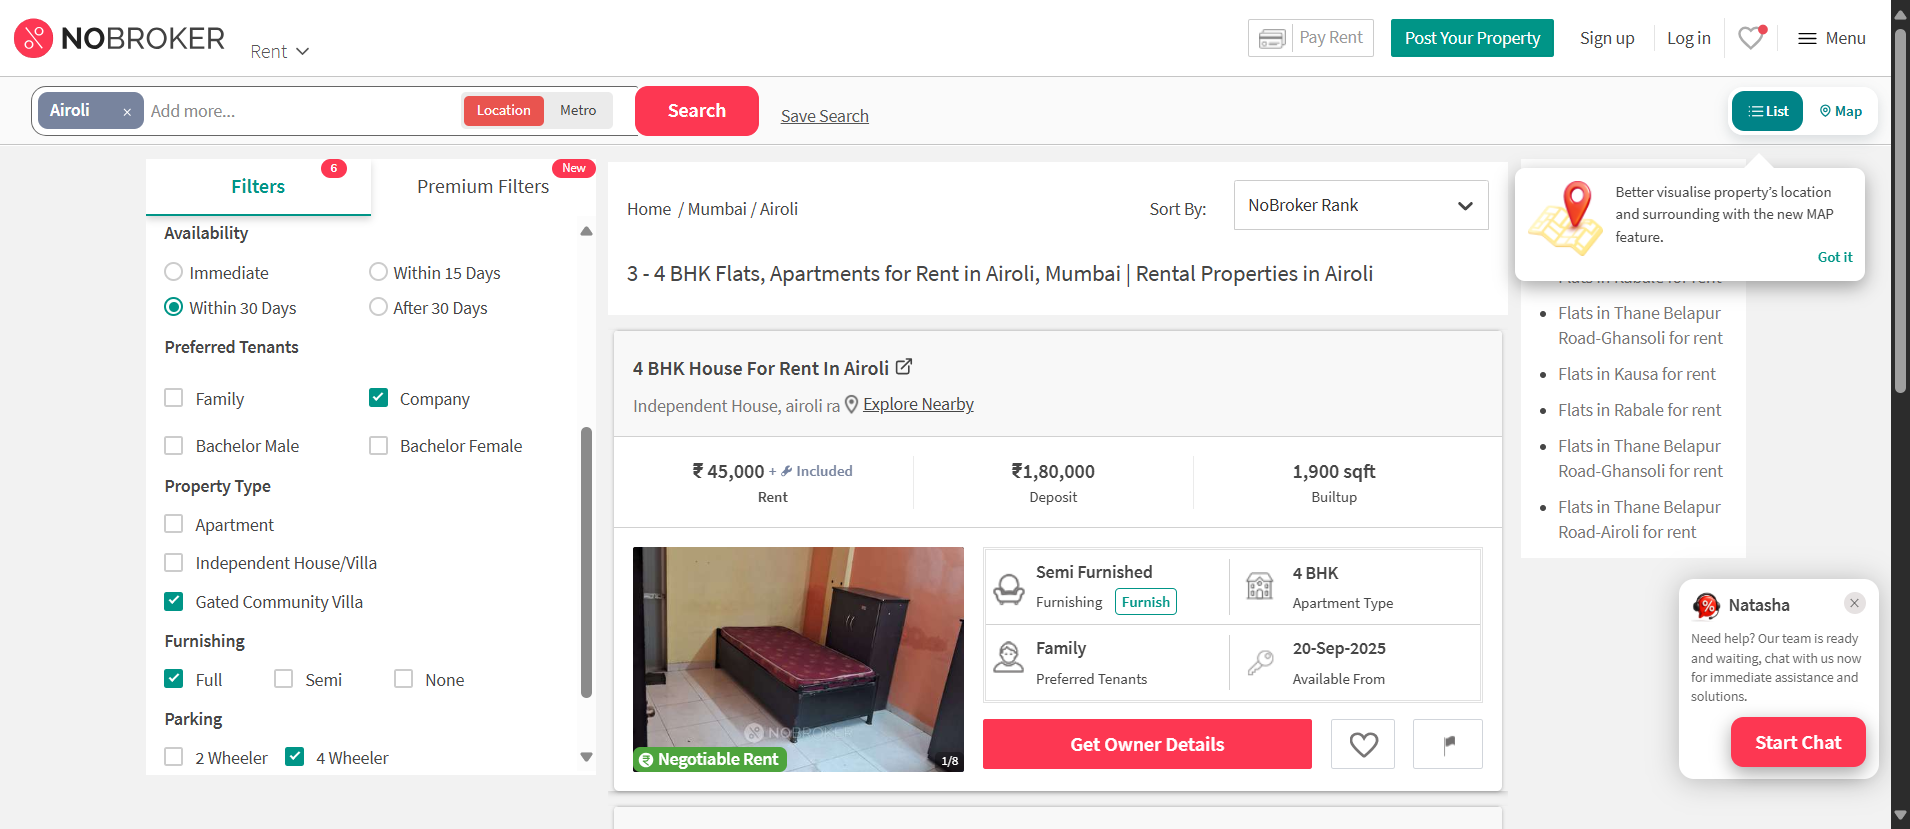 NOBROKER
Rent
Pay Rent
Post Your Property
Sign up
Log in
Menu
Airoli ×
Add more...
Location
Metro
Search
Save Search
List
Map
Filters
6
Premium Filters
New
Availability
Immediate
Within 15 Days
Within 30 Days
After 30 Days
Preferred Tenants
Family
Company
Bachelor Male
Bachelor Female
Property Type
Apartment
Independent House/Villa
Gated Community Villa
Furnishing
Full
Semi
None
Parking
2 Wheeler
4 Wheeler
Home / Mumbai / Airoli
Sort By:
NoBroker Rank
3 - 4 BHK Flats, Apartments for Rent in Airoli, Mumbai | Rental Properties in Airoli
4 BHK House For Rent In Airoli
Independent House, airoli ra
Explore Nearby
₹ 45,000 + Included
Rent
₹1,80,000
Deposit
1,900 sqft
Builtup
NOBROKER
₹ Negotiable Rent
1/8
Semi Furnished
Furnishing
Furnish
4 BHK
Apartment Type
Family
Preferred Tenants
20-Sep-2025
Available From
Get Owner Details
Better visualise property's location
and surrounding with the new MAP
feature.
Got it
Flats in Rabale for rent
Flats in Thane Belapur
Road-Ghansoli for rent
Flats in Kausa for rent
Flats in Rabale for rent
Flats in Thane Belapur
Road-Ghansoli for rent
Flats in Thane Belapur
Road-Airoli for rent
Natasha
Need help? Our team is ready
and waiting, chat with us now
for immediate assistance and
solutions.
Start Chat